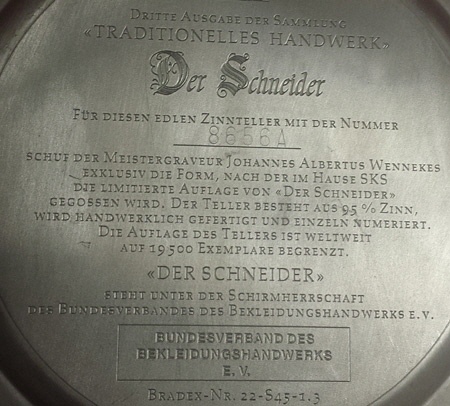 DRITTE AUSGABE DER SAMMLUNG
«TRADITIONELLES HANDWERK»
Der Schneider
FÜR DIESEN EDLEN ZINNTELLER MIT DER NUMMER
8656A
SCHUF DER MEISTERGRAVEUR JOHANNES ALBERTUS WENNEKES
EXKLUSIV DIE FORM, NACH DER IM HAUSE SKS
DIE LIMITIERTE AUFLAGE VON «DER SCHNEIDER»
GEGOSSEN WIRD. DER TELLER BESTEHT AUS 95 % ZINN,
WIRD HANDWERKLICH GEFERTIGT UND EINZELN NUMERIERT.
DIE AUFLAGE DES TELLERS IST WELTWEIT
AUF 19500 EXEMPLARE BEGRENZT.
«DER SCHNEIDER»
STEHT UNTER DER SCHIRMHERRSCHAFT
DES BUNDESVERBANDES DES BEKLEIDUNGSHANDWERKS E.V.
BUNDESVERBAND DES
BEKLEIDUNGSHANDWERKS
E. V.
BRADEX-NR. 22-S45-1.3